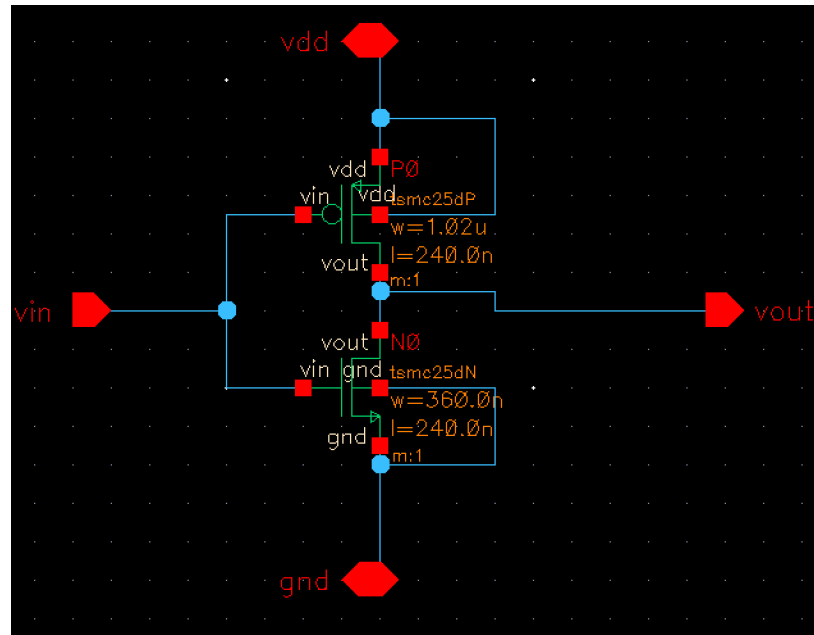 vdd
vdd
P0
vin
vdd
tsmc25dP
w=1.02u
l=240.0n
vout
m:1
vin
vout
vout
N0
vin
gnd
tsmc25dN
w=360.0n
l=240.0n
gnd
m:1
gnd